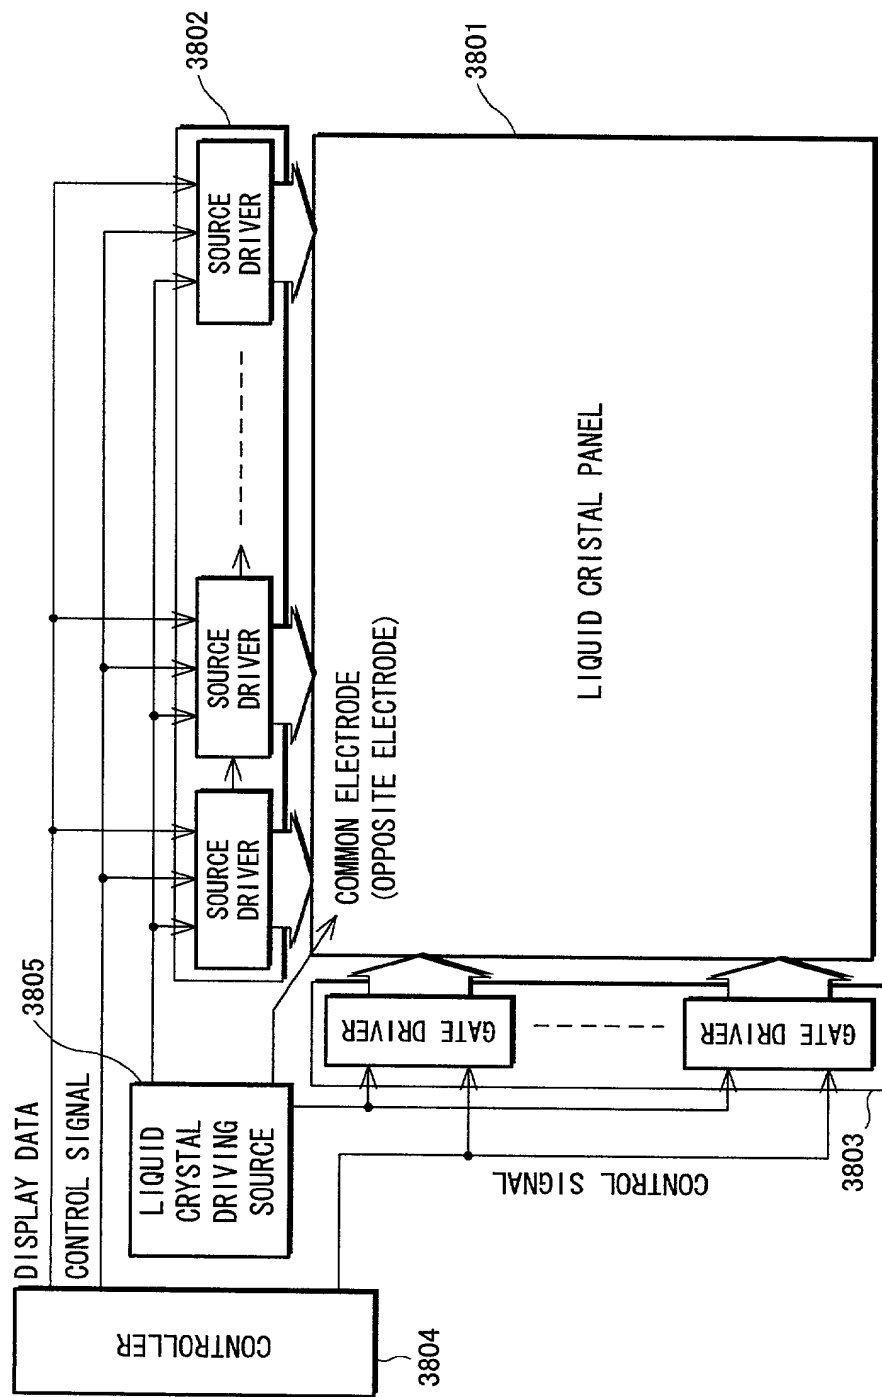 DISPLAY DATA
CONTROL SIGNAL
CONTROLLER
3804
LIQUID
CRYSTAL
DRIVING
SOURCE
3805
SOURCE
DRIVER
SOURCE
DRIVER
SOURCE
DRIVER
3802
COMMON ELECTRODE
(OPPOSITE ELECTRODE)
GATE DRIVER
GATE DRIVER
CONTROL SIGNAL
3803
LIQUID CRISTAL PANEL
3801